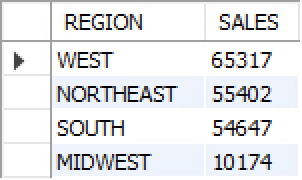 REGION SALES
WEST 65317
NORTHEAST 55402
SOUTH 54647
MIDWEST 10174